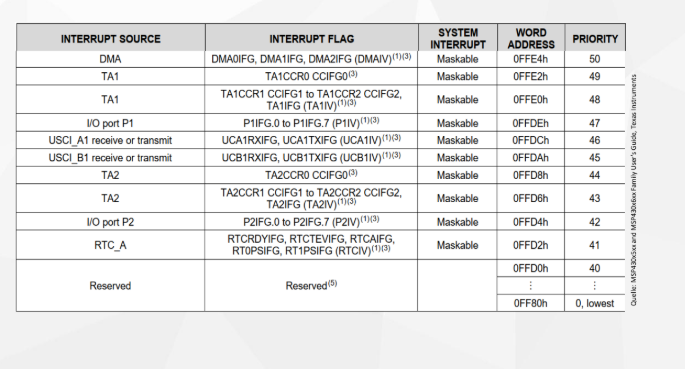 INTERRUPT SOURCE INTERRUPT FLAG SYSTEM INTERRUPT WORD ADDRESS PRIORITY
DMA DMA0IFG, DMA1IFG, DMA2IFG (DMAIV)(1)(3) Maskable 0FFE4h 50
TA1 TA1CCR0 CCIFG0(3) Maskable 0FFE2h 49
TA1 TA1CCR1 CCIFG1 to TA1CCR2 CCIFG2,
TA1IFG (TA1IV)(1)(3) Maskable 0FFE0h 48
I/O port P1 P1IFG.0 to P1IFG.7 (P1IV)(1)(3) Maskable 0FFDEh 47
USCI_A1 receive or transmit UCA1RXIFG, UCA1TXIFG (UCA1IV)(1)(3) Maskable 0FFDCh 46
USCI_B1 receive or transmit UCB1RXIFG, UCB1TXIFG (UCB1IV)(1)(3) Maskable 0FFDAh 45
TA2 TA2CCR0 CCIFG0(3) Maskable 0FFD8h 44
TA2 TA2CCR1 CCIFG1 to TA2CCR2 CCIFG2,
TA2IFG (TA2IV)(1)(3) Maskable 0FFD6h 43
I/O port P2 P2IFG.0 to P2IFG.7 (P2IV)(1)(3) Maskable 0FFD4h 42
RTC_A RTCRDYIFG, RTCTEVIFG, RTCAIFG,
RT0PSIFG, RT1PSIFG (RTCIV)(1)(3) Maskable 0FFD2h 41
Reserved Reserved(5) 0FFD0h 40
⋮ ⋮
0FF80h 0, lowest
Quelle: MSP430x5xx and MSP430x6xx Family User's Guide, Texas Instruments